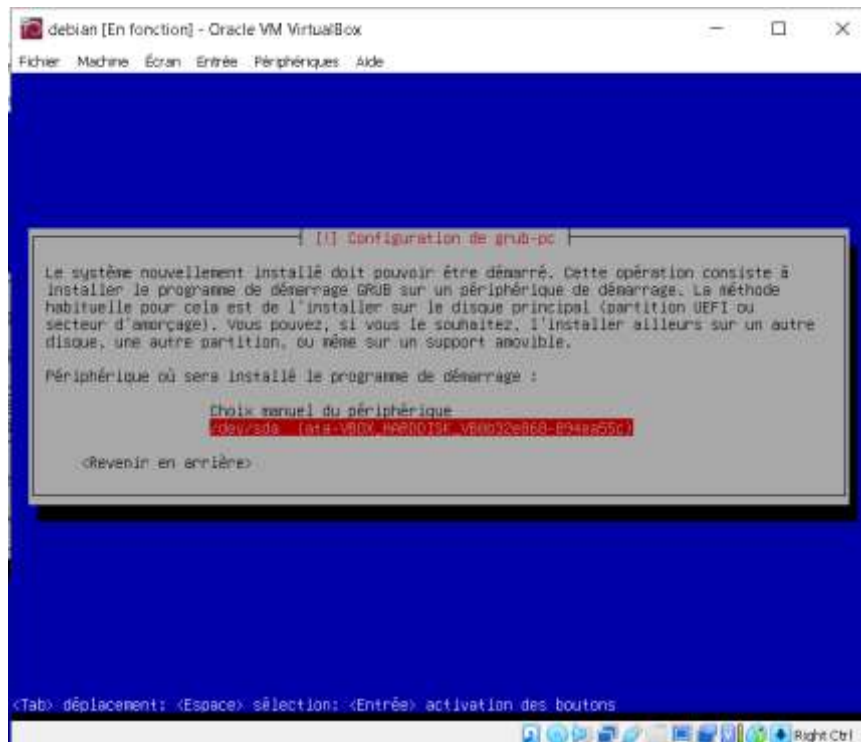 debian [En fonction] - Oracle VM VirtualBox
Fichier Machine Écran Entrée Périphériques Aide
[!] Configuration de grub-pc
Le système nouvellement installé doit pouvoir être démarré. Cette opération consiste à
installer le programme de démarrage GRUB sur un périphérique de démarrage. La méthode
habituelle pour cela est de l'installer sur le disque principal (partition UEFI ou
secteur d'amorçage). Vous pouvez, si vous le souhaitez, l'installer ailleurs sur un autre
disque, une autre partition, ou même sur un support amovible.
Périphérique où sera installé le programme de démarrage :
Choix manuel du périphérique
/dev/sda (ata-VBOX_HARDDISK_
<Revenir en arrière>
<Tab> déplacement; <Espace> sélection; <Entrée> activation des boutons
Right Ctrl